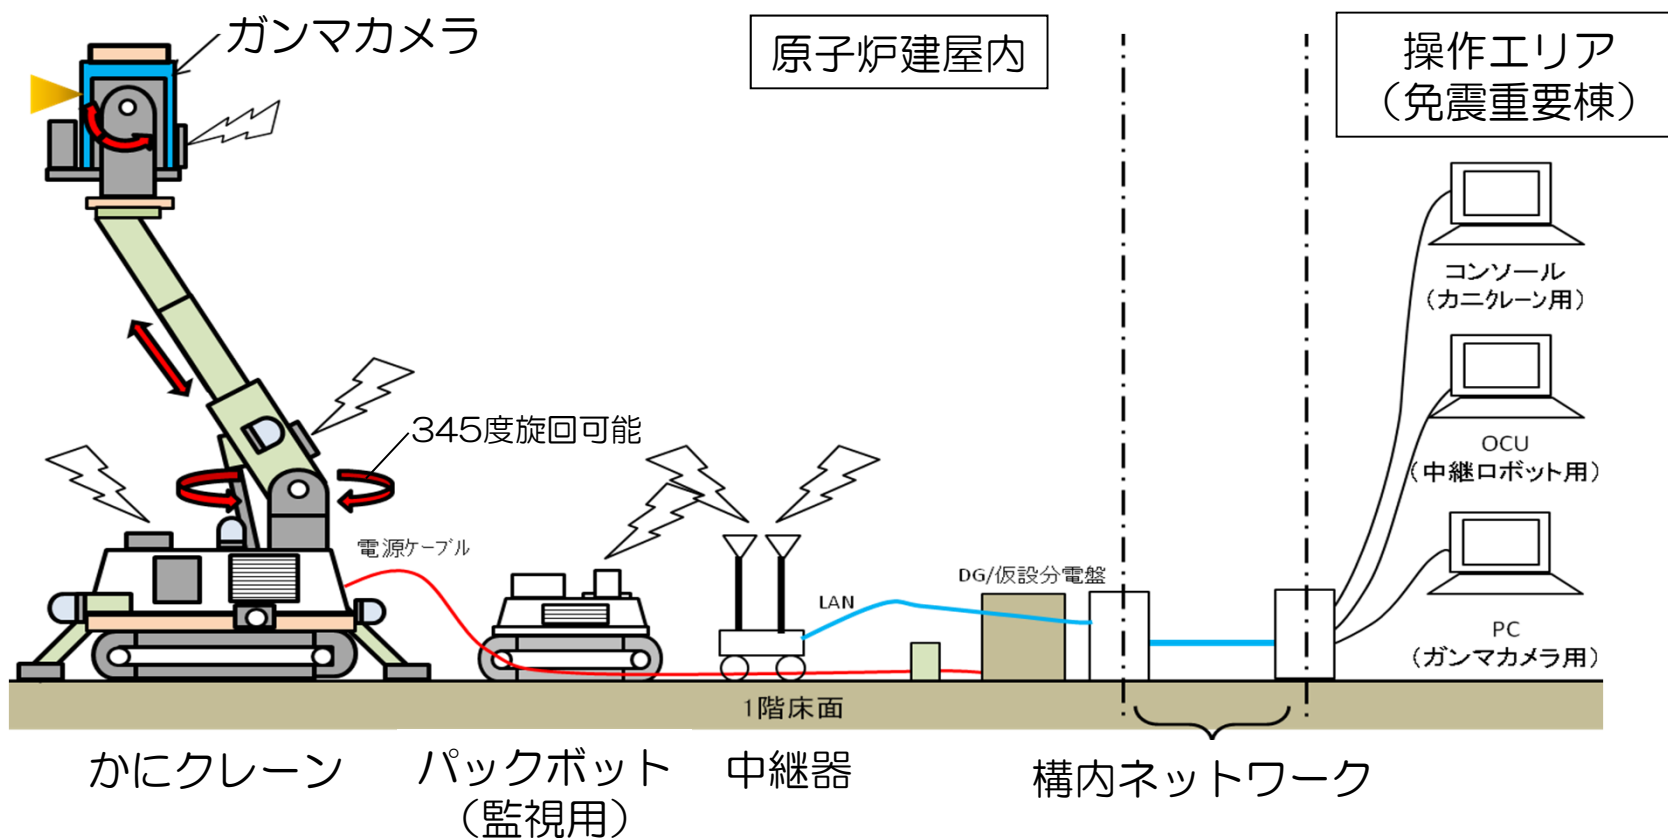 ガンマカメラ
原子炉建屋内
操作エリア
（免震重要棟）
コンソール
（カニクレーン用）
345度旋回可能
OCU
（中継ロボット用）
電源ケーブル
DG/仮設分電盤
LAN
PC
（ガンマカメラ用）
1階床面
かにクレーン
パックボット
（監視用）
中継器
構内ネットワーク